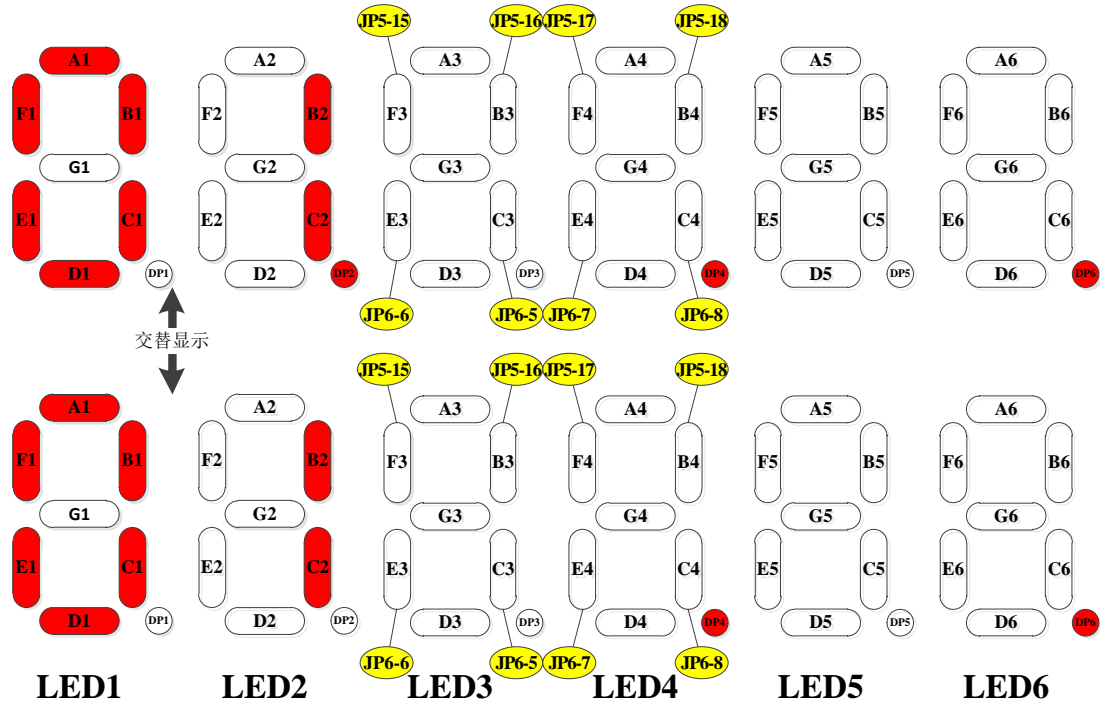 JP5-15 JP5-16 JP5-17 JP5-18
A1 A2 A3 A4 A5 A6
F1 B1 F2 B2 F3 B3 F4 B4 F5 B5 F6 B6
G1 G2 G3 G4 G5 G6
E1 C1 E2 C2 E3 C3 E4 C4 E5 C5 E6 C6
D1 DP1 D2 DP2 D3 DP3 D4 DP4 D5 DP5 D6 DP6
JP6-6 JP6-5 JP6-7 JP6-8
交替显示
JP5-15 JP5-16 JP5-17 JP5-18
A1 A2 A3 A4 A5 A6
F1 B1 F2 B2 F3 B3 F4 B4 F5 B5 F6 B6
G1 G2 G3 G4 G5 G6
E1 C1 E2 C2 E3 C3 E4 C4 E5 C5 E6 C6
D1 DP1 D2 DP2 D3 DP3 D4 DP4 D5 DP5 D6 DP6
JP6-6 JP6-5 JP6-7 JP6-8
LED1 LED2 LED3 LED4 LED5 LED6